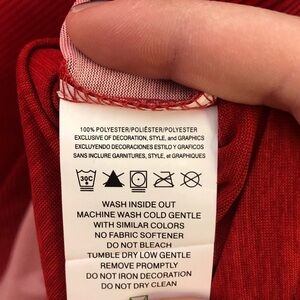 100% POLYESTER/POLIÉSTER/POLYESTER
EXCLUSIVE OF DECORATION, STYLE, and GRAPHICS
EXCLUYENDO DECORACIONES ESTILO Y GRAFICOS
SANS INCLURE GARNITURES, STYLE, et GRAPHIQUES
30C
WASH INSIDE OUT
MACHINE WASH COLD GENTLE
WITH SIMILAR COLORS
NO FABRIC SOFTENER
DO NOT BLEACH
TUMBLE DRY LOW GENTLE
REMOVE PROMPTLY
DO NOT IRON DECORATION
DO NOT DRY CLEAN